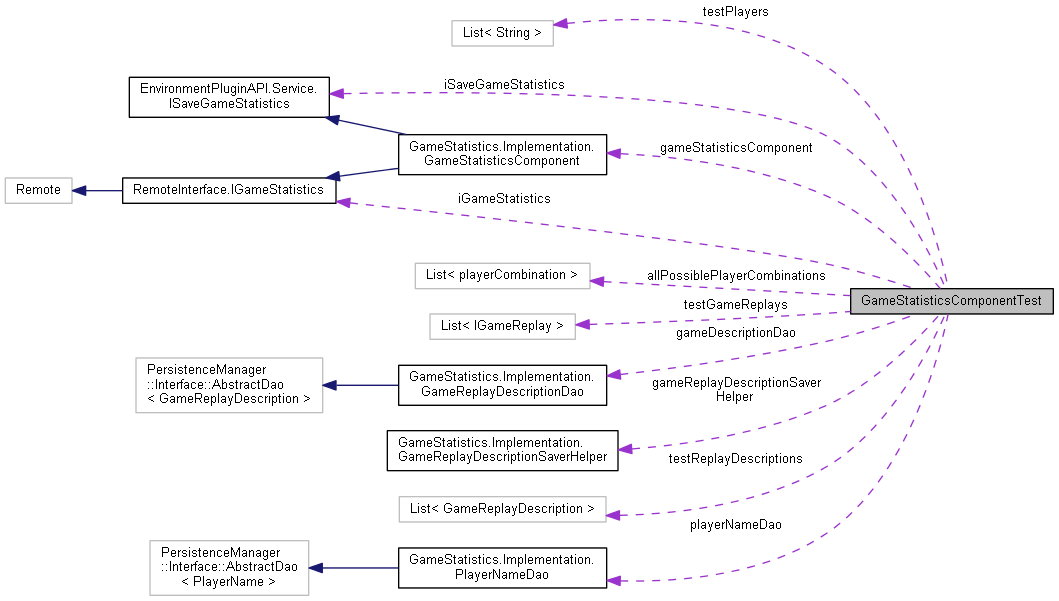 testPlayers
List< String >
EnvironmentPluginAPI.Service.
ISaveGameStatistics
iSaveGameStatistics
GameStatistics.Implementation.
GameStatisticsComponent
gameStatisticsComponent
Remote
RemoteInterface.IGameStatistics
iGameStatistics
List< playerCombination >
allPossiblePlayerCombinations
GameStatisticsComponentTest
testGameReplays
List< IGameReplay >
gameDescriptionDao
PersistenceManager
::Interface::AbstractDao
< GameReplayDescription >
GameStatistics.Implementation.
GameReplayDescriptionDao
gameReplayDescriptionSaver
Helper
GameStatistics.Implementation.
GameReplayDescriptionSaverHelper
testReplayDescriptions
List< GameReplayDescription >
playerNameDao
PersistenceManager
::Interface::AbstractDao
< PlayerName >
GameStatistics.Implementation.
PlayerNameDao